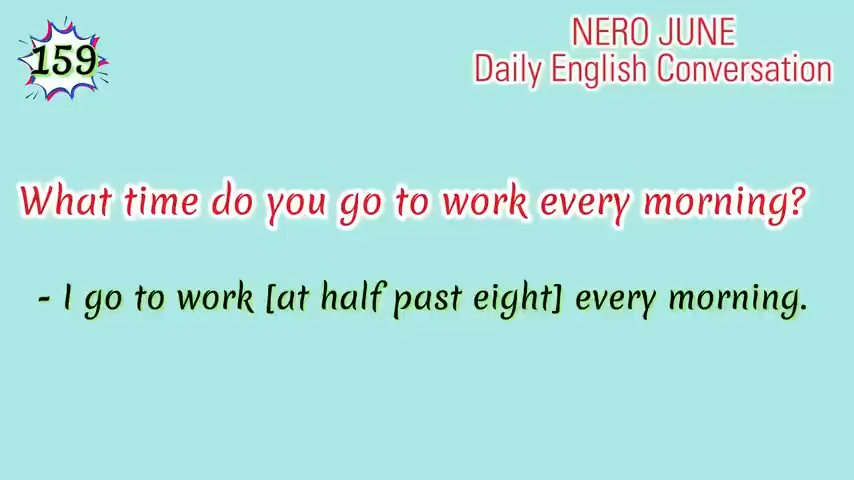 159
NERO JUNE
Daily English Conversation
What time do you go to work every morning?
- I go to work [at half past eight] every morning.